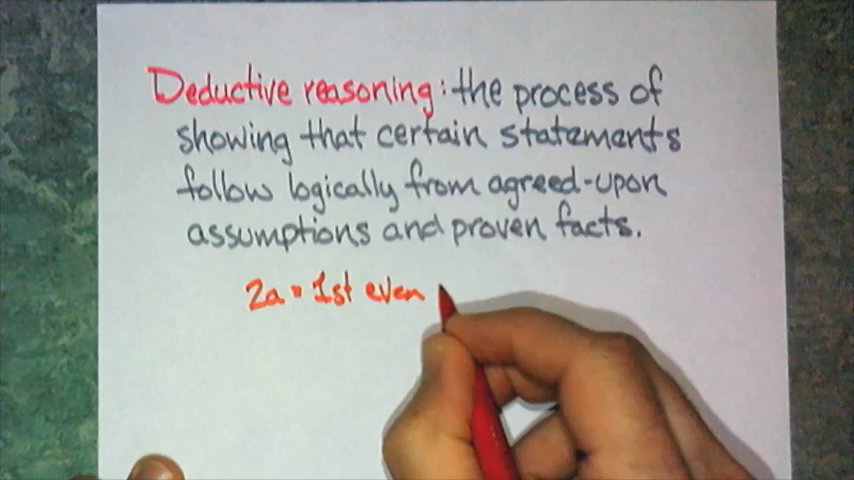 Deductive reasoning: the process of
showing that certain statements
follow logically from agreed-upon
assumptions and proven facts.
2a = 1st even